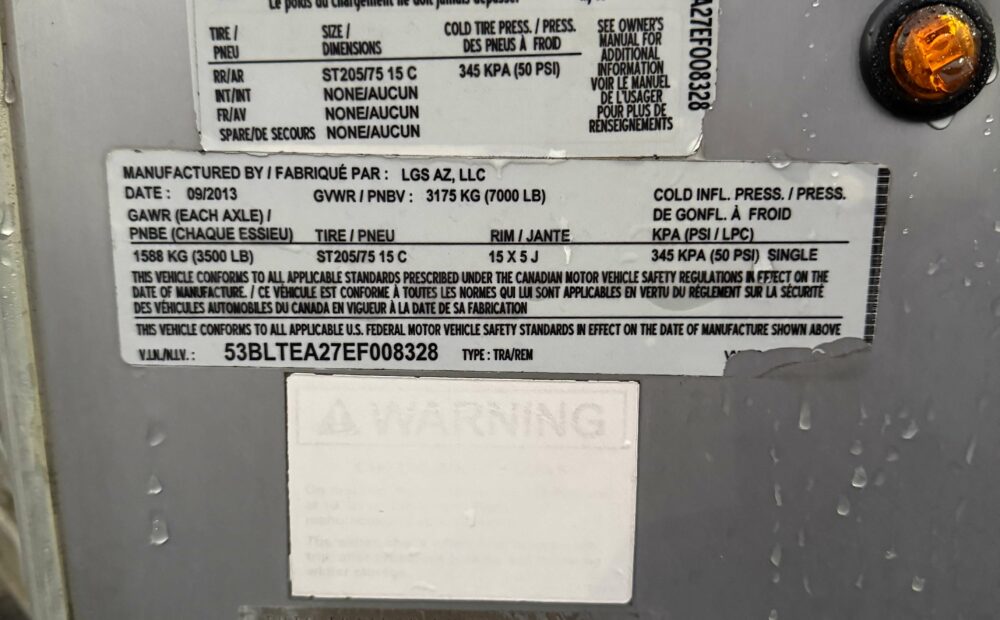 Le poids du chargement ne doit jamais dépasser
TIRE / PNEU SIZE / DIMENSIONS COLD TIRE PRESS. / PRESS. DES PNEUS À FROID
RR/AR ST205/75 15 C 345 KPA (50 PSI)
INT/INT NONE/AUCUN
FR/AV NONE/AUCUN
SPARE/DE SECOURS NONE/AUCUN
SEE OWNER'S
MANUAL FOR
ADDITIONAL
INFORMATION
VOIR LE MANUEL
DE L'USAGER
POUR PLUS DE
RENSEIGNEMENTS
A27EF008328
MANUFACTURED BY / FABRIQUÉ PAR : LGS AZ, LLC
DATE : 09/2013 GVWR / PNBV : 3175 KG (7000 LB) COLD INFL. PRESS. / PRESS.
GAWR (EACH AXLE) / DE GONFL. À FROID
PNBE (CHAQUE ESSIEU) TIRE / PNEU RIM / JANTE KPA (PSI / LPC)
1588 KG (3500 LB) ST205/75 15 C 15 X 5 J 345 KPA (50 PSI) SINGLE
THIS VEHICLE CONFORMS TO ALL APPLICABLE STANDARDS PRESCRIBED UNDER THE CANADIAN MOTOR VEHICLE SAFETY REGULATIONS IN EFFECT ON THE
DATE OF MANUFACTURE. / CE VÉHICULE EST CONFORME À TOUTES LES NORMES QUI LUI SONT APPLICABLES EN VERTU DU RÈGLEMENT SUR LA SÉCURITÉ
DES VÉHICULES AUTOMOBILES DU CANADA EN VIGUEUR À LA DATE DE SA FABRICATION
THIS VEHICLE CONFORMS TO ALL APPLICABLE U.S. FEDERAL MOTOR VEHICLE SAFETY STANDARDS IN EFFECT ON THE DATE OF MANUFACTURE SHOWN ABOVE
V.I.N./N.I.V. : 53BLTEA27EF008328 TYPE : TRA/REM
WARNING